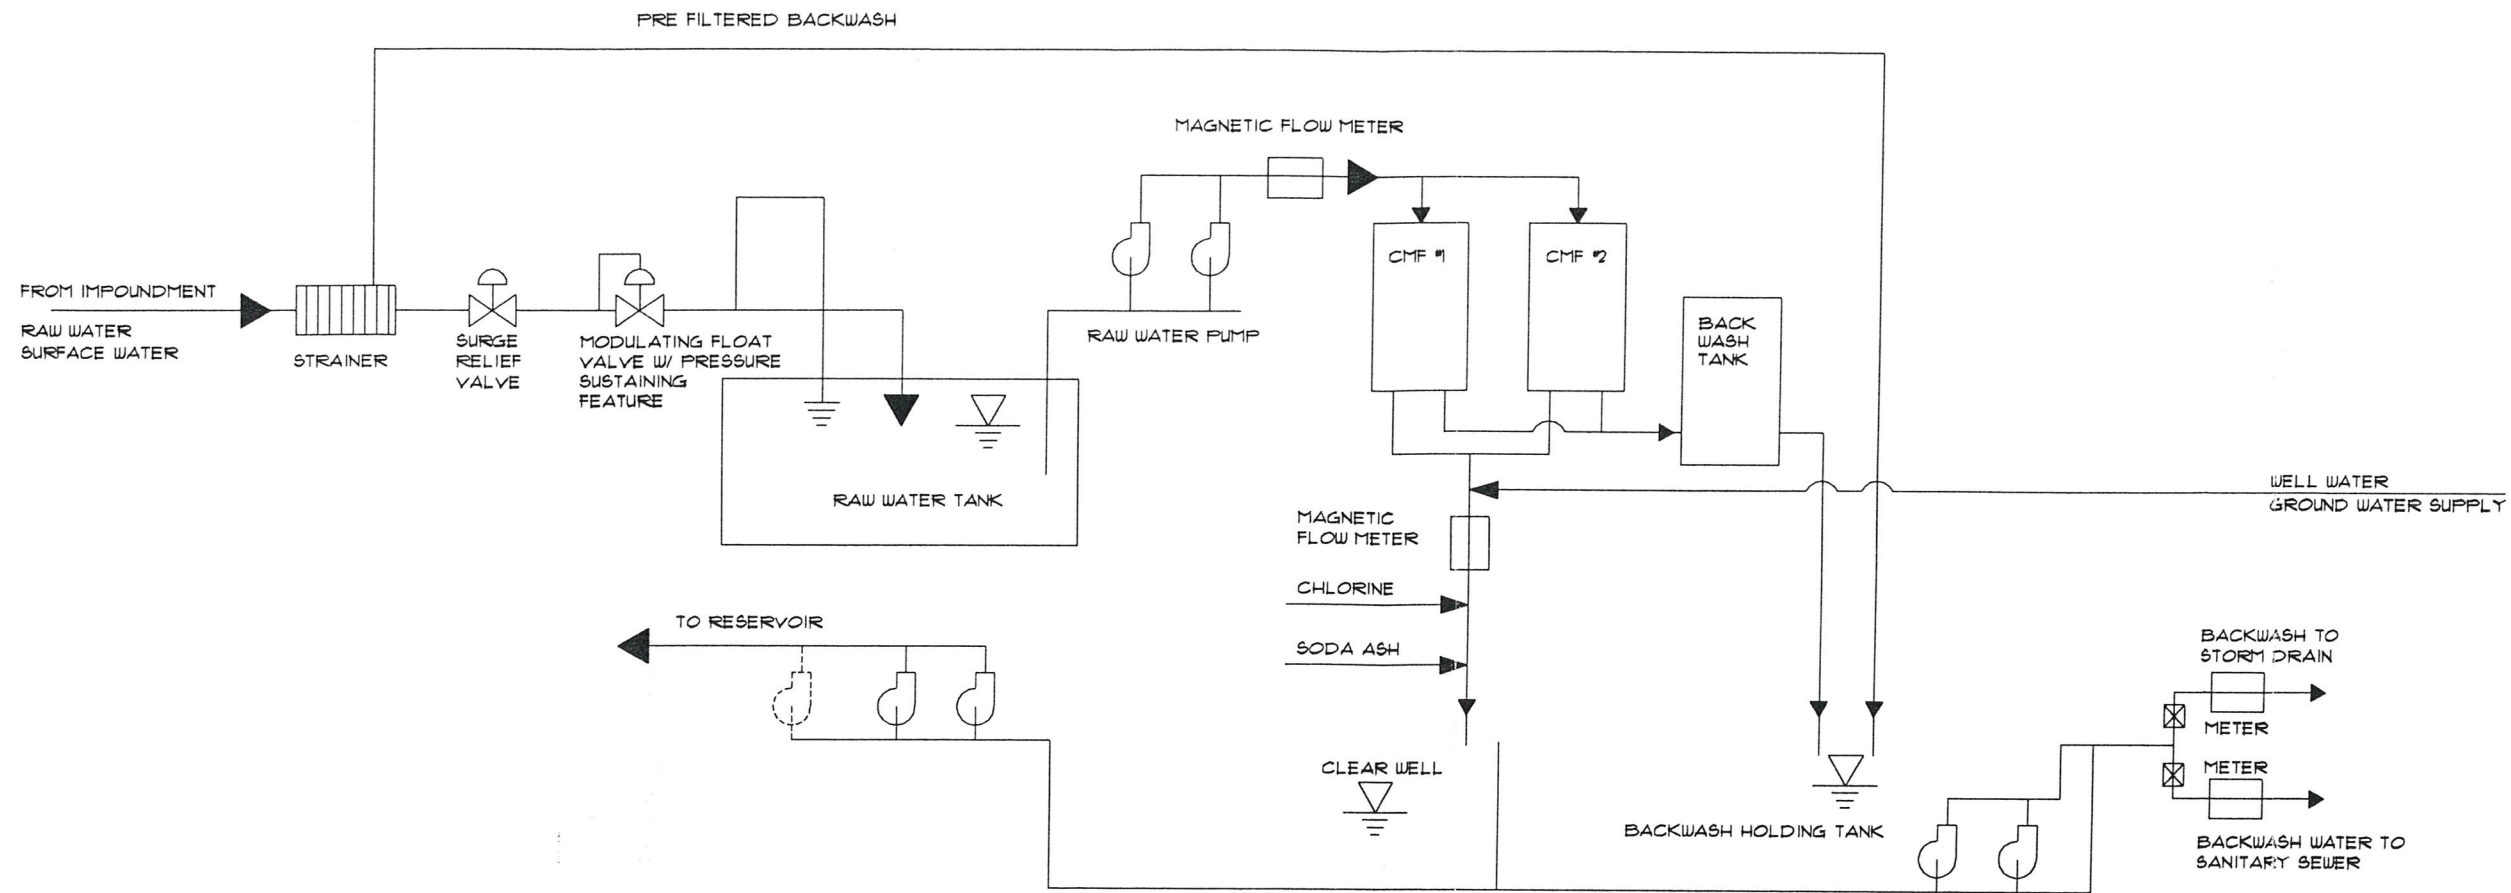 PRE FILTERED BACKWASH
MAGNETIC FLOW METER
CMF #1
CMF #2
FROM IMPOUNDMENT
RAW WATER
SURFACE WATER
STRAINER
SURGE
RELIEF
VALVE
MODULATING FLOAT
VALVE W/ PRESSURE
SUSTAINING
FEATURE
RAW WATER PUMP
BACK
WASH
TANK
RAW WATER TANK
WELL WATER
GROUND WATER SUPPLY
MAGNETIC
FLOW METER
CHLORINE
SODA ASH
TO RESERVOIR
BACKWASH TO
STORM DRAIN
METER
CLEAR WELL
METER
BACKWASH HOLDING TANK
BACKWASH WATER TO
SANITARY SEWER